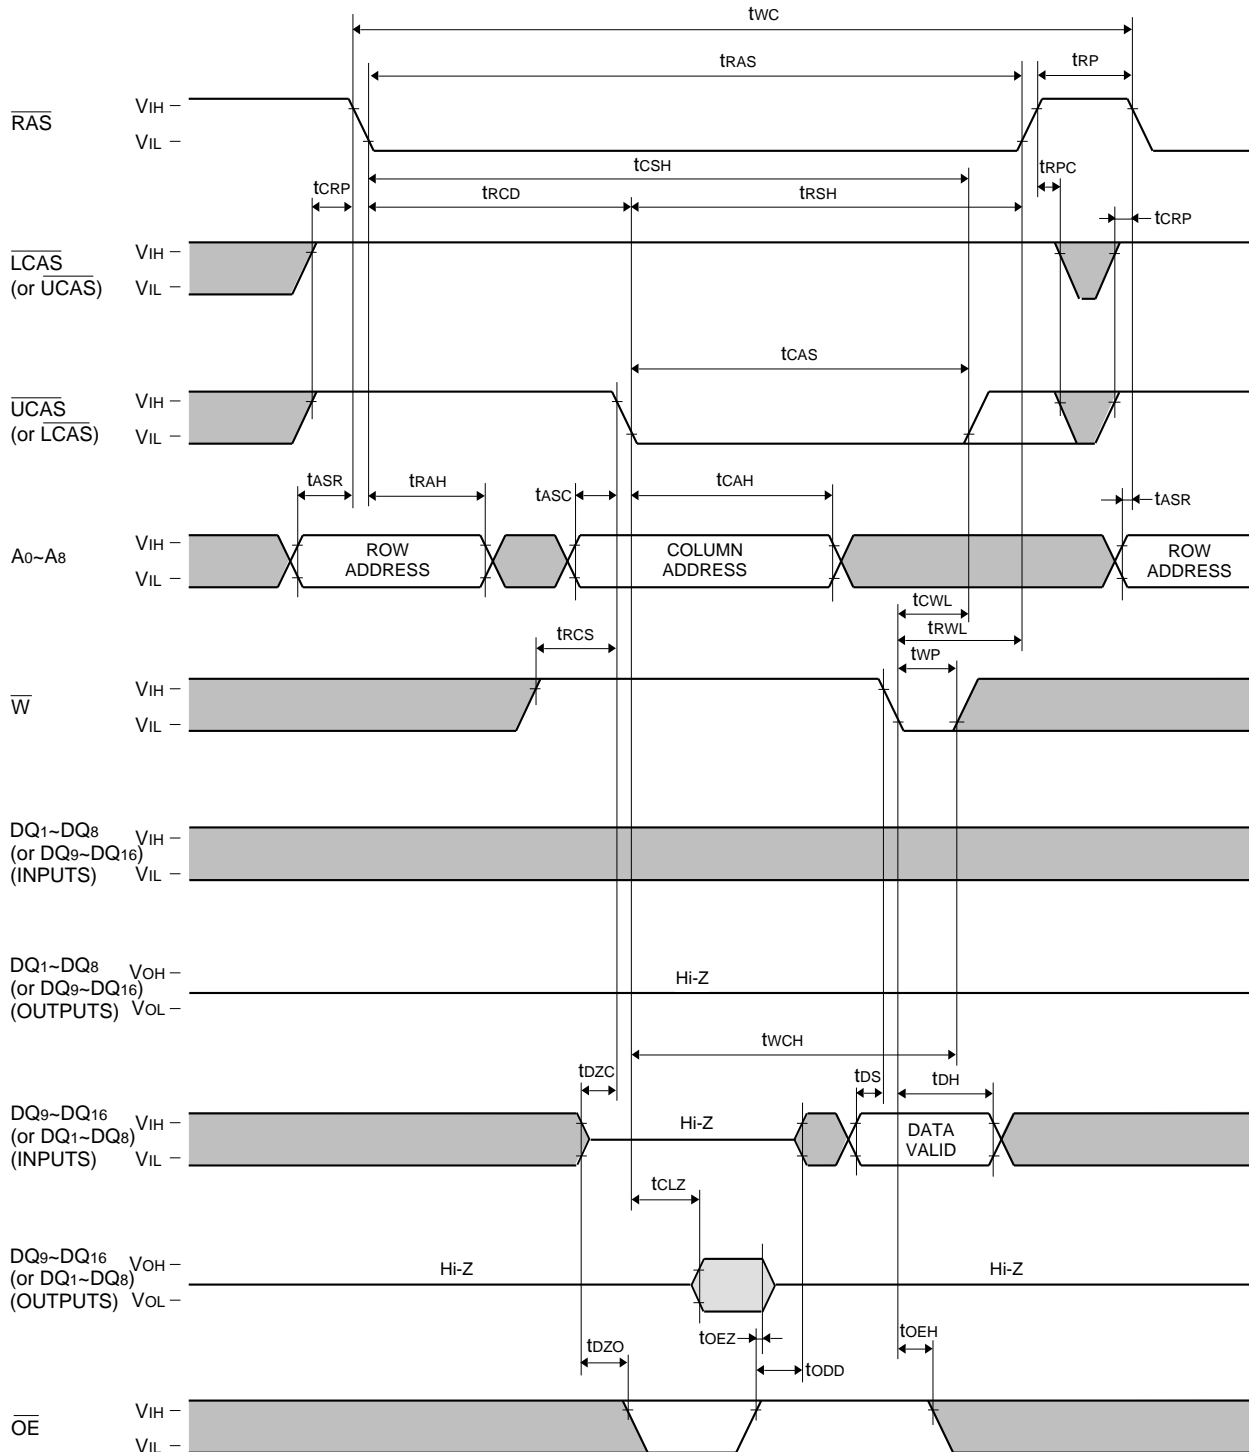 tWC
tRAS
tRP
RAS
VIH
VIL
tCSH
tRPC
tCRP
tRCD
tRSH
tCRP
LCAS
(or UCAS)
VIH
VIL
tCAS
UCAS
(or LCAS)
VIH
VIL
tASR
tRAH
tASC
tCAH
tASR
A0~A8
VIH
VIL
ROW
ADDRESS
COLUMN
ADDRESS
ROW
ADDRESS
tCWL
tRWL
tRCS
tWP
W
VIH
VIL
DQ1~DQ8
(or DQ9~DQ16)
(INPUTS)
VIH
VIL
DQ1~DQ8
(or DQ9~DQ16)
(OUTPUTS)
VOH
VOL
Hi-Z
tWCH
tDZC
tDS
tDH
DQ9~DQ16
(or DQ1~DQ8)
(INPUTS)
VIH
VIL
Hi-Z
DATA
VALID
tCLZ
DQ9~DQ16
(or DQ1~DQ8)
(OUTPUTS)
VOH
VOL
Hi-Z
Hi-Z
tDZO
tOEZ
tODD
tOEH
OE
VIH
VIL